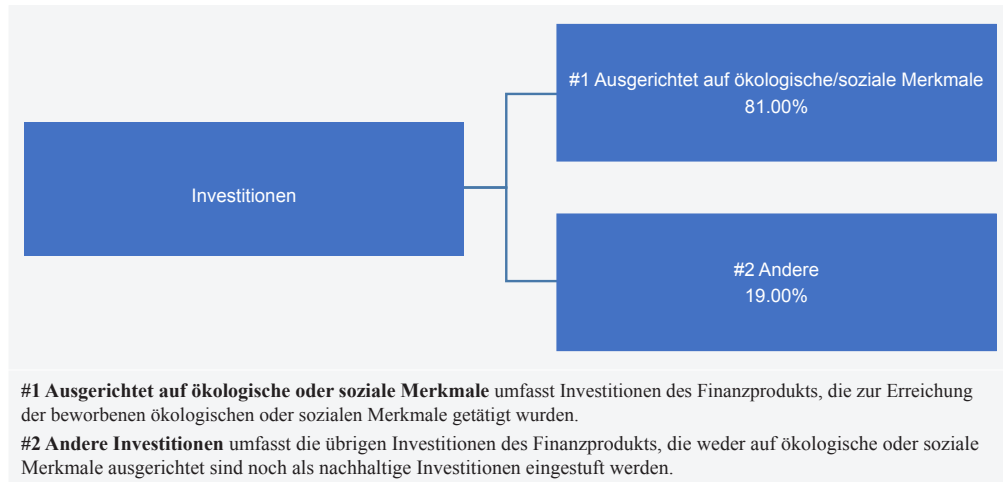 #1 Ausgerichtet auf ökologische/soziale Merkmale
81.00%
Investitionen
#2 Andere
19.00%
#1 Ausgerichtet auf ökologische oder soziale Merkmale umfasst Investitionen des Finanzprodukts, die zur Erreichung
der beworbenen ökologischen oder sozialen Merkmale getätigt wurden.
#2 Andere Investitionen umfasst die übrigen Investitionen des Finanzprodukts, die weder auf ökologische oder soziale
Merkmale ausgerichtet sind noch als nachhaltige Investitionen eingestuft werden.